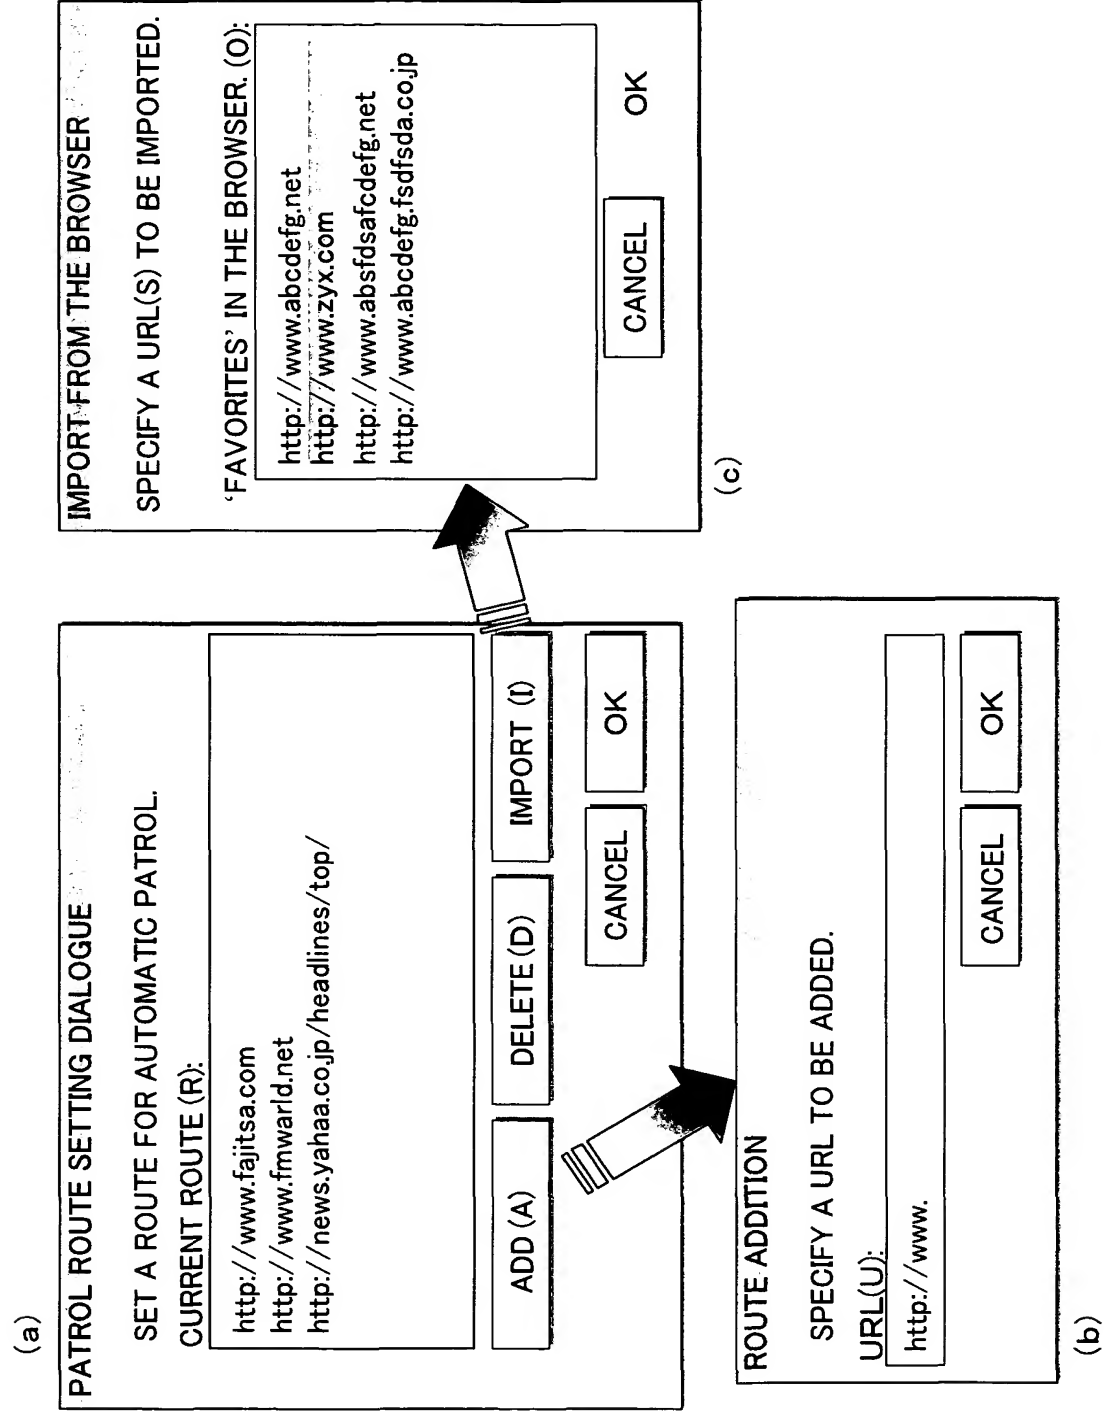 (a)
PATROL ROUTE SETTING DIALOGUE
SET A ROUTE FOR AUTOMATIC PATROL.
CURRENT ROUTE (R):
http://www.fajitsa.com
http://www.fmwarld.net
http://news.yahaa.co.jp/headlines/top/
ADD (A) DELETE (D) IMPORT (I)
CANCEL OK
(b)
ROUTE ADDITION
SPECIFY A URL TO BE ADDED.
URL(U):
http://www.
CANCEL OK
(c)
IMPORT FROM THE BROWSER
SPECIFY A URL(S) TO BE IMPORTED.
‘FAVORITES’ IN THE BROWSER. (O):
http://www.abcdefg.net
http://www.zyx.com
http://www.absfdsafcdefg.net
http://www.abcdefg.fsdfsda.co.jp
CANCEL OK